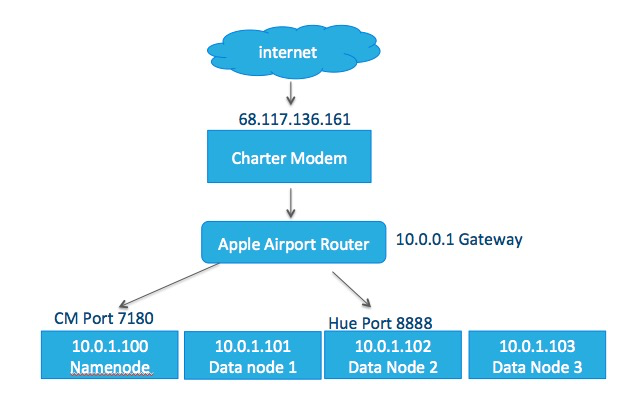 internet
68.117.136.161
Charter Modem
Apple Airport Router
10.0.0.1 Gateway
CM Port 7180
Hue Port 8888
10.0.1.100
Namenode
10.0.1.101
Data node 1
10.0.1.102
Data Node 2
10.0.1.103
Data Node 3